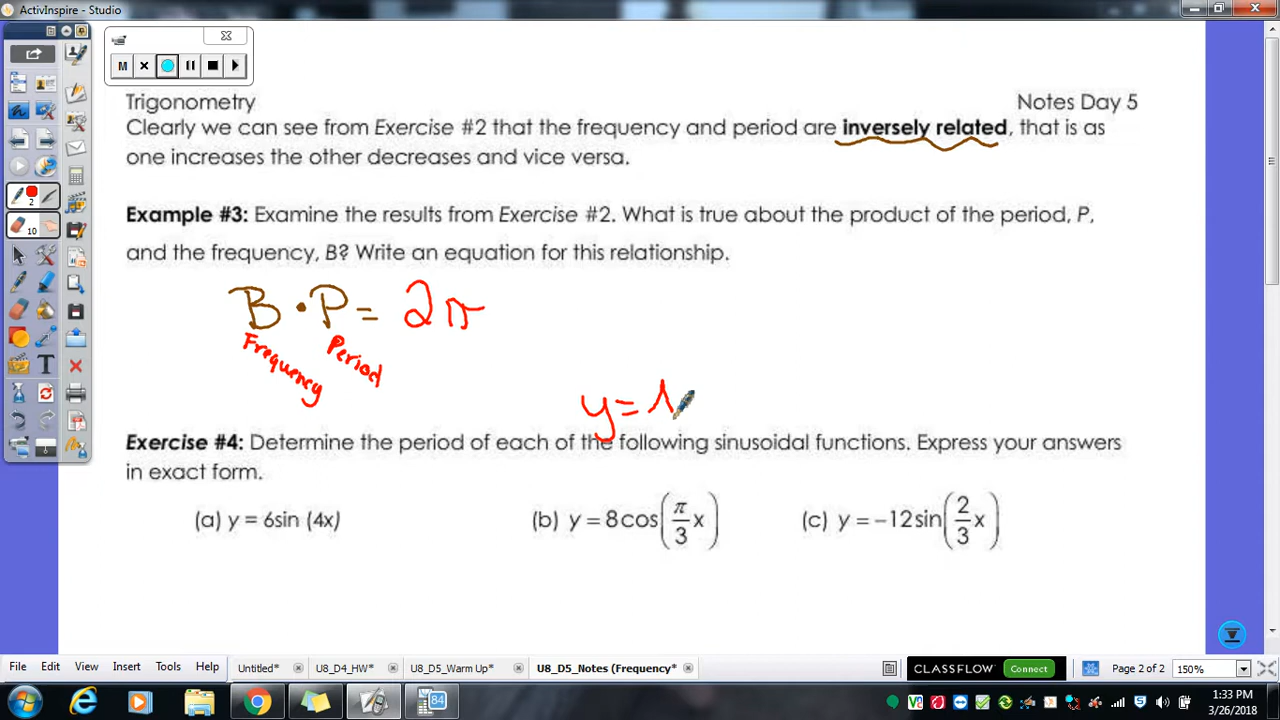 ActivInspire - Studio
M
Trigonometry
Notes Day 5
Clearly we can see from Exercise #2 that the frequency and period are inversely related, that is as
one increases the other decreases and vice versa.
Example #3: Examine the results from Exercise #2. What is true about the product of the period, P,
and the frequency, B? Write an equation for this relationship.
B · P = 2π
Frequency
Period
y =
Exercise #4: Determine the period of each of the following sinusoidal functions. Express your answers
in exact form.
(a) y = 6sin (4x)
(b) y = 8cos(π/3 x)
(c) y = −12sin(2/3 x)
2
10
File Edit View Insert Tools Help
Untitled*
U8_D4_HW*
U8_D5_Warm Up*
U8_D5_Notes (Frequency*
CLASSFLOW Connect
Page 2 of 2
150%
84
1:33 PM
3/26/2018